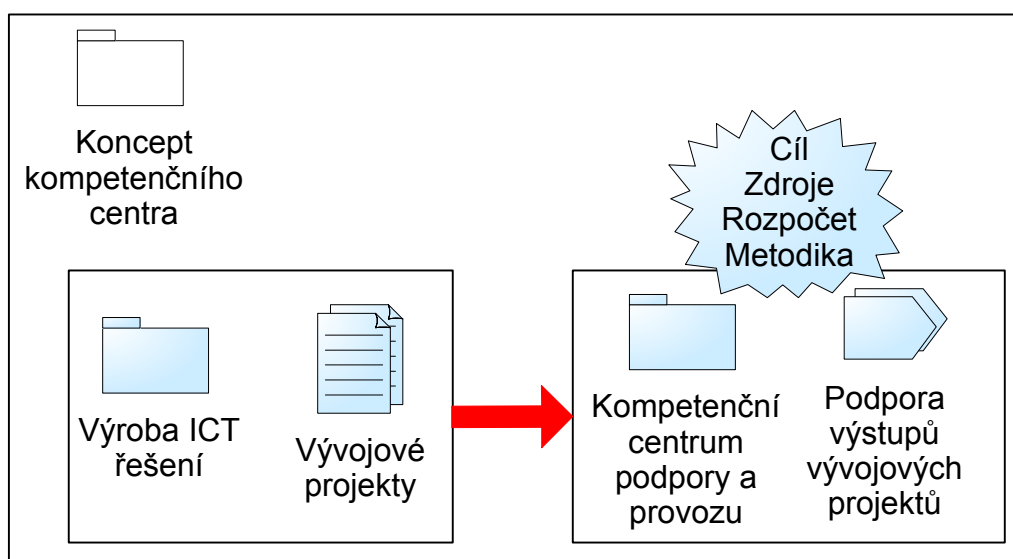 Koncept
kompetenčního
centra
Cíl
Zdroje
Rozpočet
Metodika
Výroba ICT
řešení
Vývojové
projekty
Kompetenční
centrum
podpory a
provozu
Podpora
výstupů
vývojových
projektů